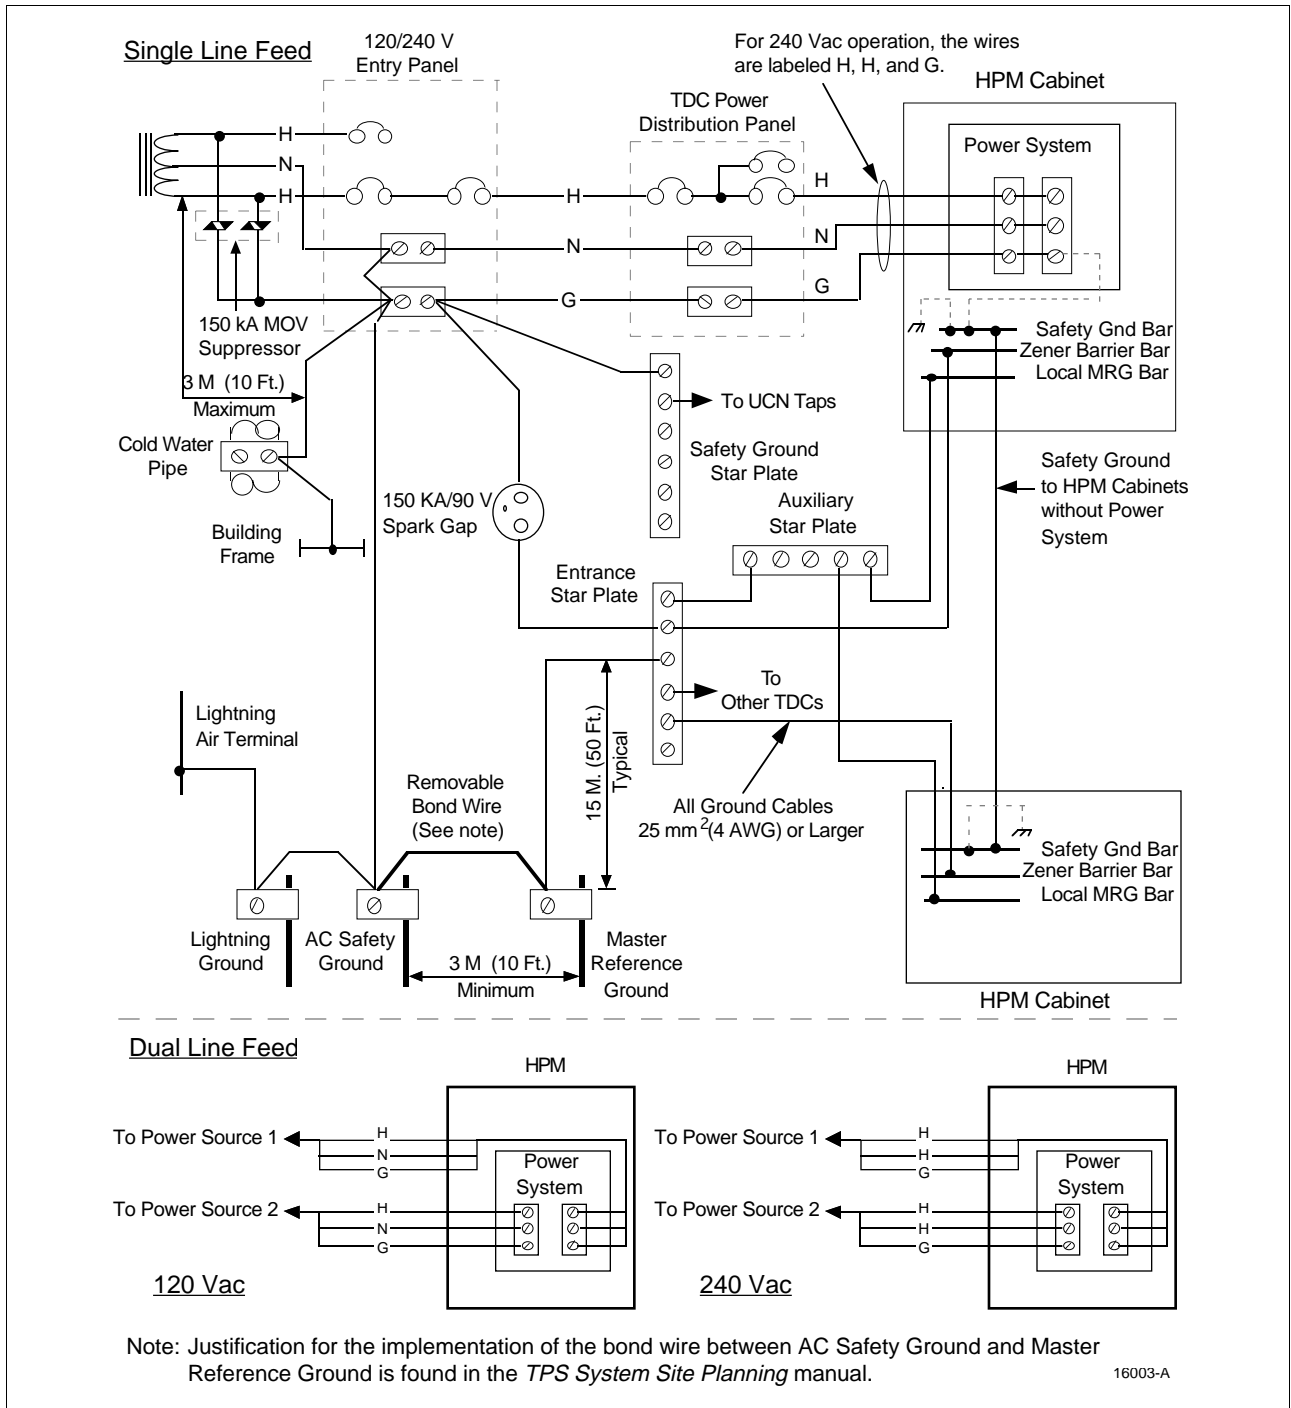 Single Line Feed
120/240 V
Entry Panel
For 240 Vac operation, the wires
are labeled H, H, and G.
HPM Cabinet
TDC Power
Distribution Panel
Power System
H
N
H
H
H
N
N
G
G
150 kA MOV
Suppressor
3 M (10 Ft.)
Maximum
Cold Water
Pipe
Building
Frame
Safety Gnd Bar
Zener Barrier Bar
Local MRG Bar
To UCN Taps
Safety Ground
Star Plate
150 KA/90 V
Spark Gap
Auxiliary
Star Plate
Safety Ground
to HPM Cabinets
without Power
System
Entrance
Star Plate
To
Other TDCs
15 M. (50 Ft.)
Typical
Lightning
Air Terminal
Removable
Bond Wire
(See note)
All Ground Cables
25 mm2(4 AWG) or Larger
Safety Gnd Bar
Zener Barrier Bar
Local MRG Bar
Lightning
Ground
AC Safety
Ground
3 M (10 Ft.)
Minimum
Master
Reference
Ground
HPM Cabinet
Dual Line Feed
HPM
To Power Source 1
H
N
G
Power
System
To Power Source 2
H
N
G
120 Vac
HPM
To Power Source 1
H
H
G
Power
System
To Power Source 2
H
H
G
240 Vac
Note: Justification for the implementation of the bond wire between AC Safety Ground and Master
Reference Ground is found in the TPS System Site Planning manual.
16003-A